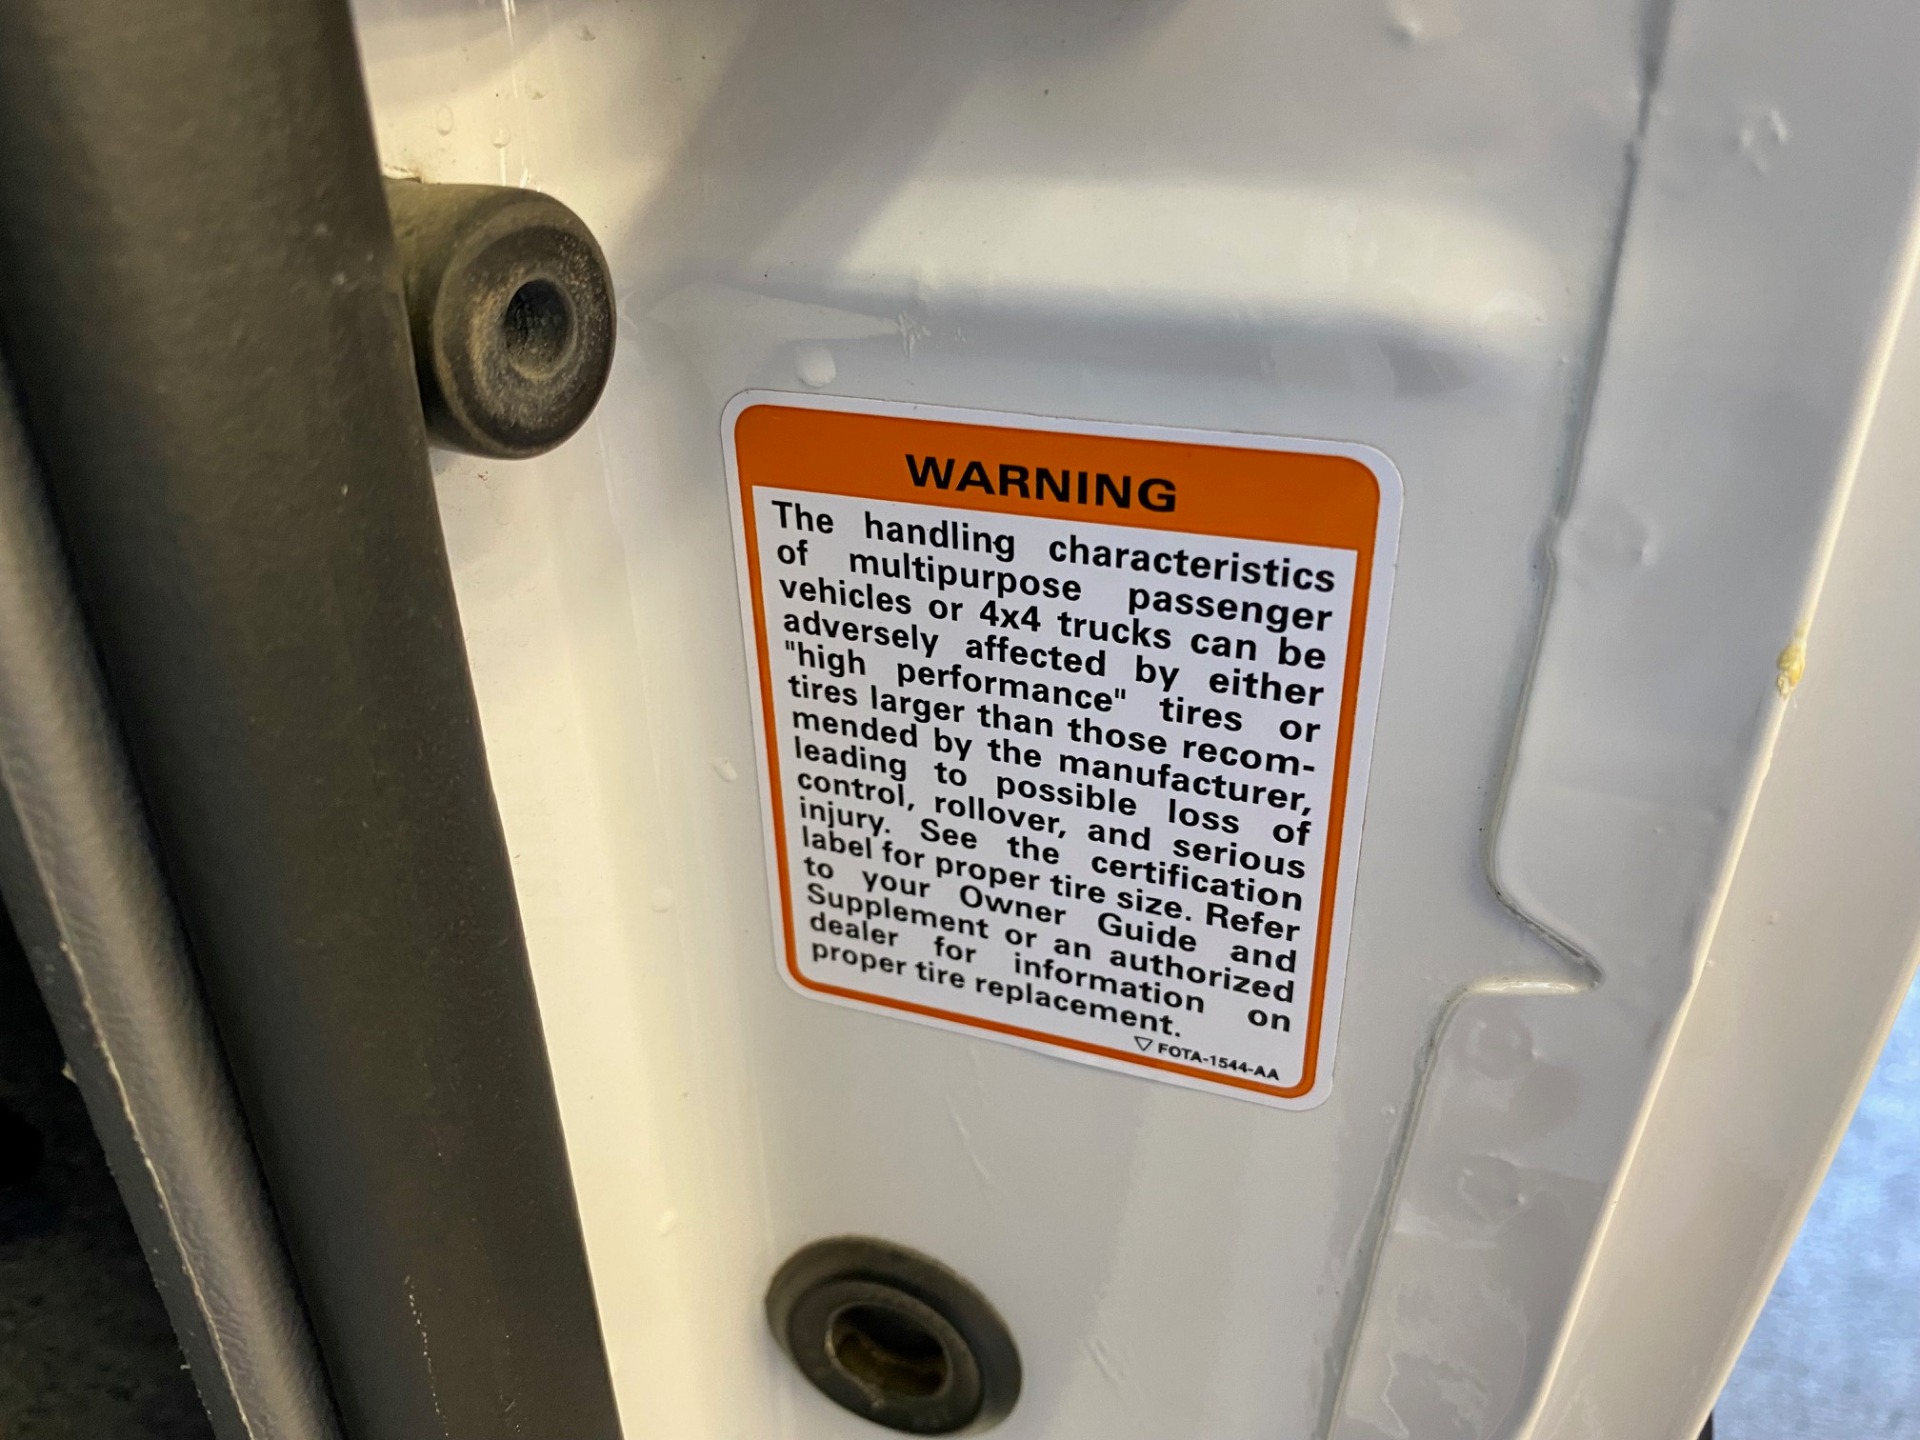 WARNING
The handling characteristics
of multipurpose passenger
vehicles or 4x4 trucks can be
adversely affected by either
"high performance" tires or
tires larger than those recom-
mended by the manufacturer,
leading to possible loss of
control, rollover, and serious
injury. See the certification
label for proper tire size. Refer
to your Owner Guide and
Supplement or an authorized
dealer for information on
proper tire replacement.
▽ FOTA-1544-AA